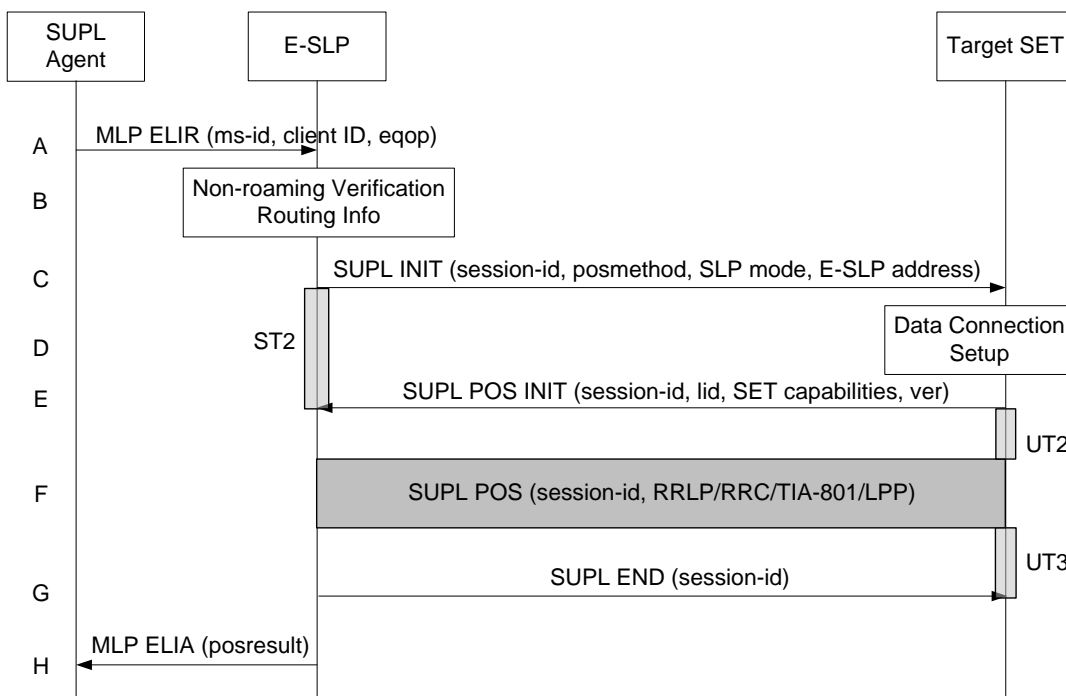 SUPL
Agent
E-SLP
Target SET
A
MLP ELIR (ms-id, client ID, eqop)
B
Non-roaming Verification
Routing Info
C
SUPL INIT (session-id, posmethod, SLP mode, E-SLP address)
D
ST2
Data Connection
Setup
E
SUPL POS INIT (session-id, lid, SET capabilities, ver)
UT2
F
SUPL POS (session-id, RRLP/RRC/TIA-801/LPP)
UT3
G
SUPL END (session-id)
H
MLP ELIA (posresult)